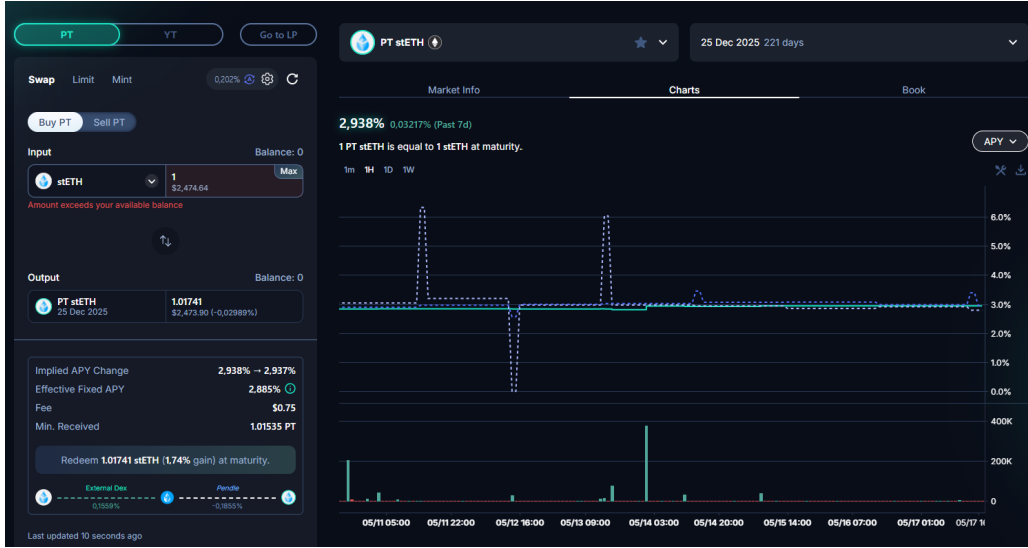 PT YT Go to LP
Swap Limit Mint 0,202%
Buy PT Sell PT
Input Balance: 0
stETH 1 Max
$2,474.64
Amount exceeds your available balance
Output Balance: 0
PT stETH 1.01741
25 Dec 2025 $2,473.90 (-0,02989%)
Implied APY Change 2,938% → 2,937%
Effective Fixed APY 2,885%
Fee $0.75
Min. Received 1.01535 PT
Redeem 1.01741 stETH (1,74% gain) at maturity.
External Dex Pendle
0,1559% -0,1855%
Last updated 10 seconds ago
PT stETH 25 Dec 2025 221 days
Market Info Charts Book
2,938% 0,03217% (Past 7d)
APY
1 PT stETH is equal to 1 stETH at maturity.
1m 1H 1D 1W
6.0%
5.0%
4.0%
3.0%
2.0%
1.0%
0.0%
400K
200K
0
05/11 05:00 05/11 22:00 05/12 16:00 05/13 09:00 05/14 03:00 05/14 20:00 05/15 14:00 05/16 07:00 05/17 01:00 05/17